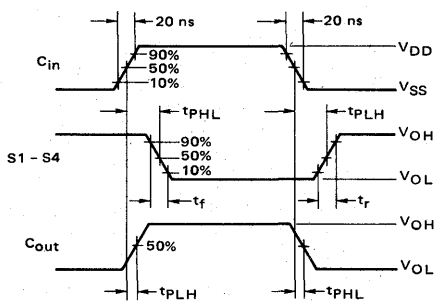 20 ns 20 ns
Cin 90% 50% 10% VDD VSS
tPHL tPLH
S1 - S4 90% 50% 10% VOH VOL
tf tr
Cout 50% VOH VOL
tPLH tPHL